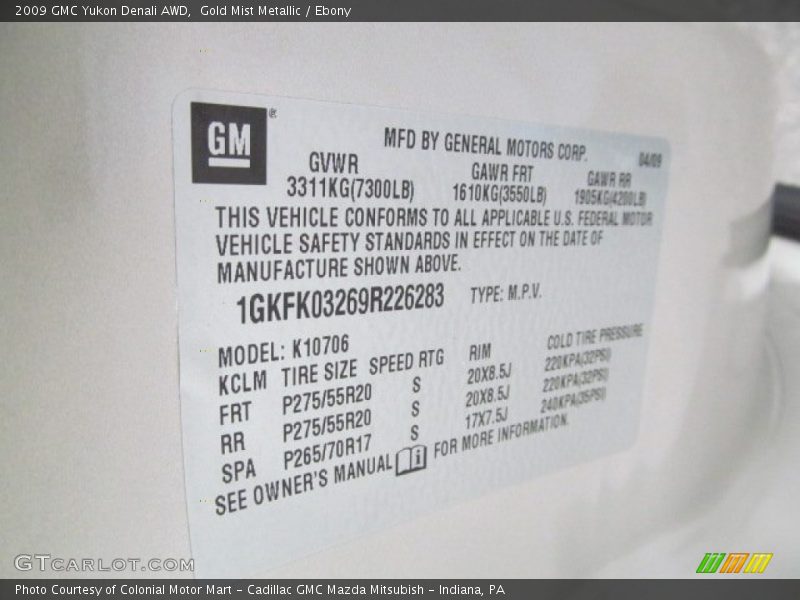 2009 GMC Yukon Denali AWD, Gold Mist Metallic / Ebony
GM®
MFD BY GENERAL MOTORS CORP. 04/09
GVWR GAWR FRT GAWR RR
3311KG(7300LB) 1610KG(3550LB) 1905KG(4200LB)
THIS VEHICLE CONFORMS TO ALL APPLICABLE U.S. FEDERAL MOTOR
VEHICLE SAFETY STANDARDS IN EFFECT ON THE DATE OF
MANUFACTURE SHOWN ABOVE.
1GKFK03269R226283 TYPE: M.P.V.
MODEL: K10706
KCLM TIRE SIZE SPEED RTG RIM COLD TIRE PRESSURE
FRT P275/55R20 S 20X8.5J 220KPA(32PSI)
RR P275/55R20 S 20X8.5J 220KPA(32PSI)
SPA P265/70R17 S 17X7.5J 240KPA(35PSI)
SEE OWNER'S MANUAL FOR MORE INFORMATION.
GTCARLOT.COM
Photo Courtesy of Colonial Motor Mart - Cadillac GMC Mazda Mitsubish - Indiana, PA